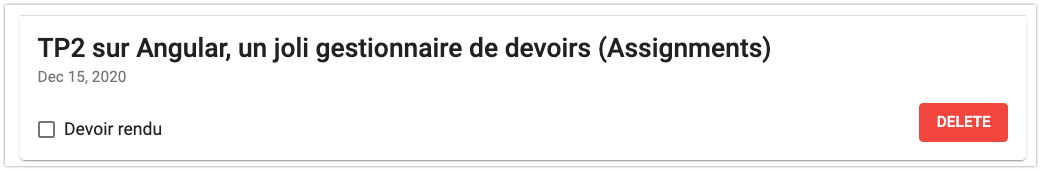 TP2 sur Angular, un joli gestionnaire de devoirs (Assignments)
Dec 15, 2020
Devoir rendu
DELETE